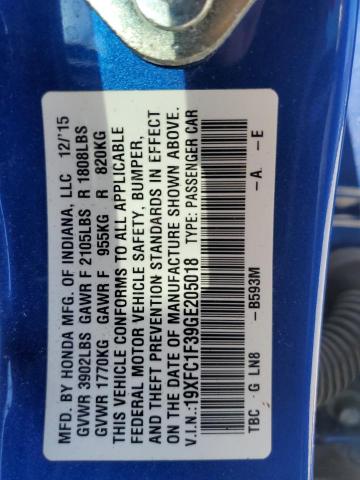 MFD. BY HONDA MFG. OF INDIANA, LLC 12/'15
GVWR 3902LBS GAWR F 2105LBS R 1808LBS
GVWR 1770KG GAWR F 955KG R 820KG
THIS VEHICLE CONFORMS TO ALL APPLICABLE
FEDERAL MOTOR VEHICLE SAFETY, BUMPER,
AND THEFT PREVENTION STANDARDS IN EFFECT
ON THE DATE OF MANUFACTURE SHOWN ABOVE.
V.I.N.:19XFC1F39GE205018 TYPE: PASSENGER CAR
TBC G LN8 -B593M -A -E